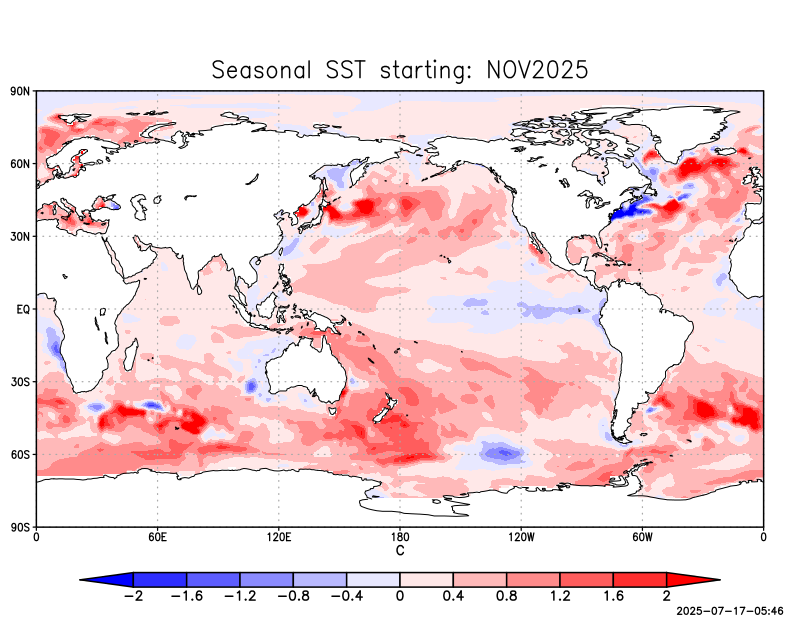 Seasonal SST starting: NOV2025
90N
60N
30N
EQ
30S
60S
90S
0 60E 120E 180 120W 60W 0
C
-2 -1.6 -1.2 -0.8 -0.4 0 0.4 0.8 1.2 1.6 2
2025-07-17-05:46